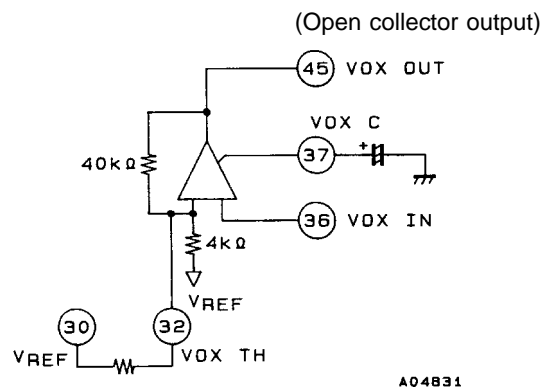 (Open collector output)
45 VOX OUT
VOX C
+
37
40kΩ
36 VOX IN
4kΩ
VREF
30
32
VREF
VOX TH
A04831